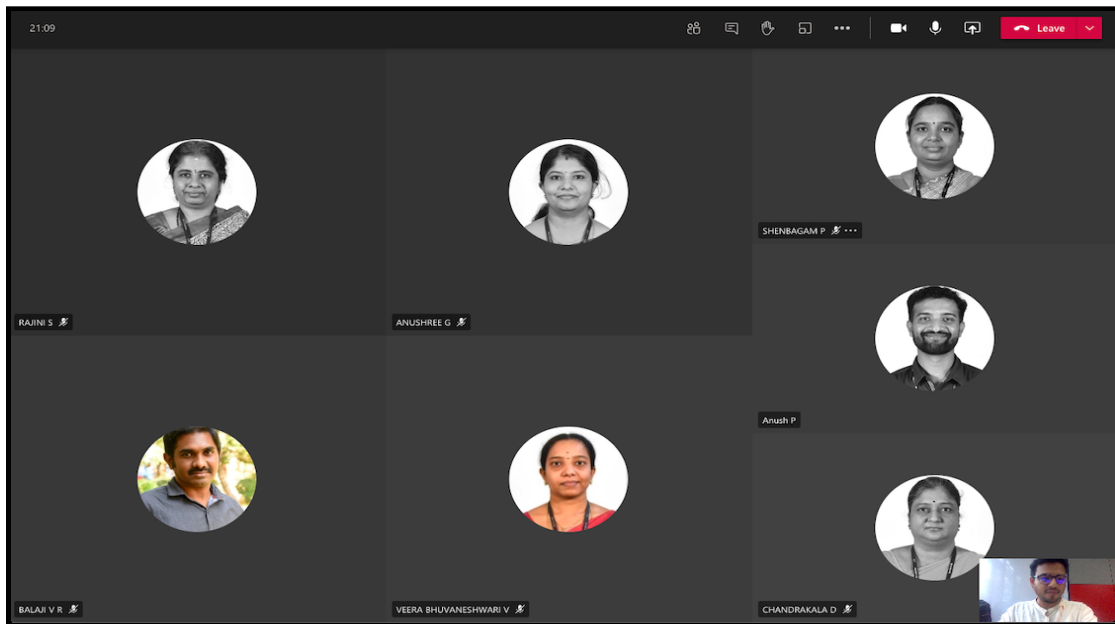 21:09
Leave
SHENBAGAM P
RAJINI S
ANUSHREE G
Anush P
BALAJI V R
VEERA BHUVANESHWARI V
CHANDRAKALA D